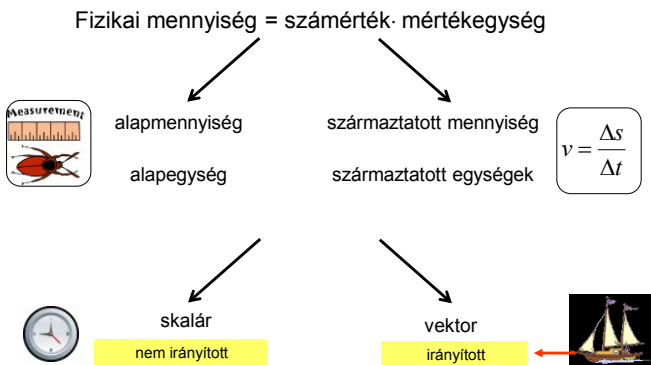 Fizikai mennyiség = számérték· mértékegység
Measurement
alapmennyiség
származtatott mennyiség
v = Δs/Δt
alapegység
származtatott egységek
skalár
vektor
nem irányított
irányított